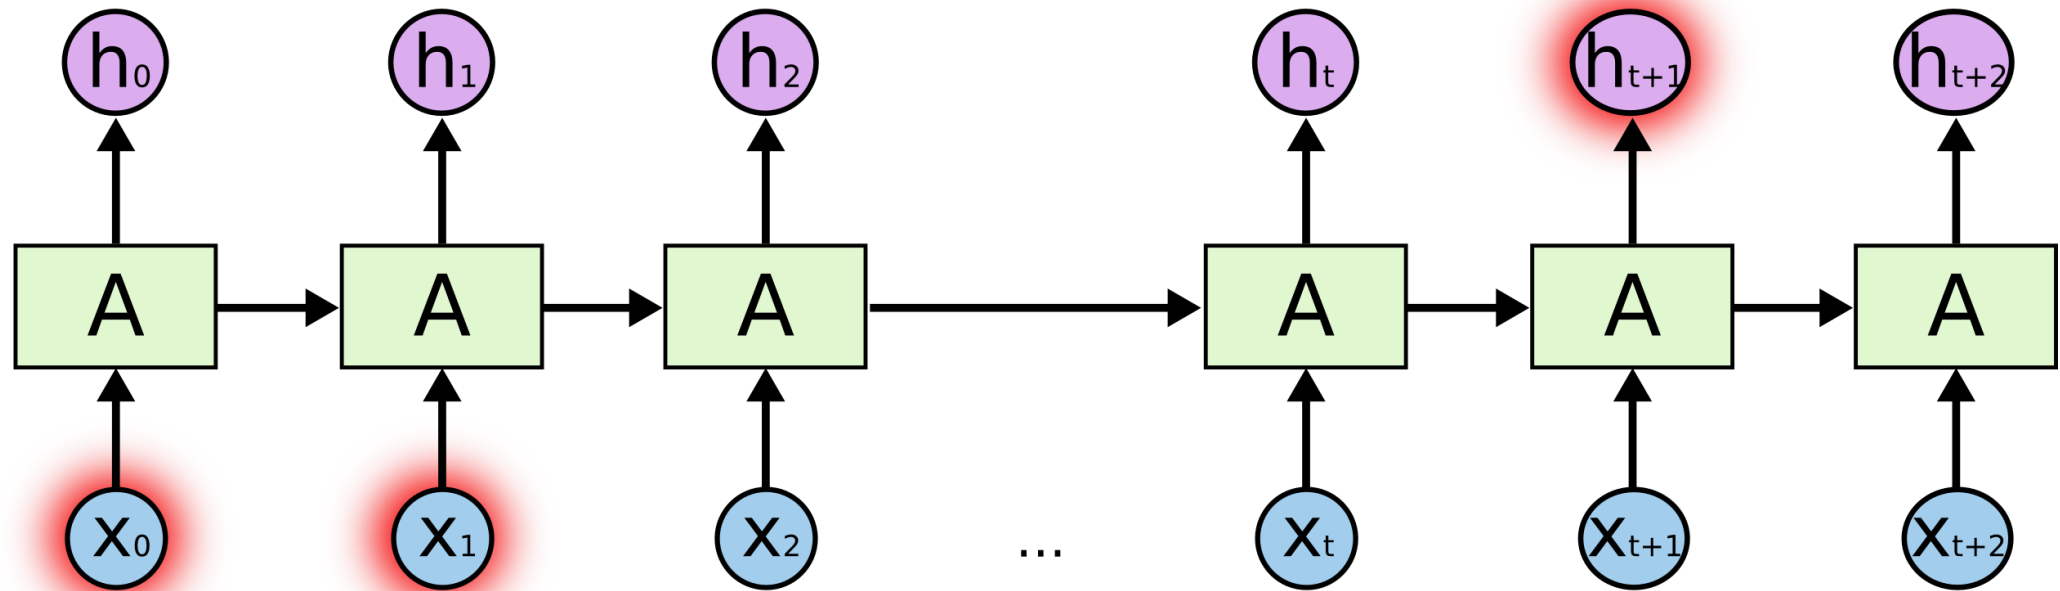 h0 h1 h2 ht ht+1 ht+2
A A A A A A
x0 x1 x2 ... xt xt+1 xt+2